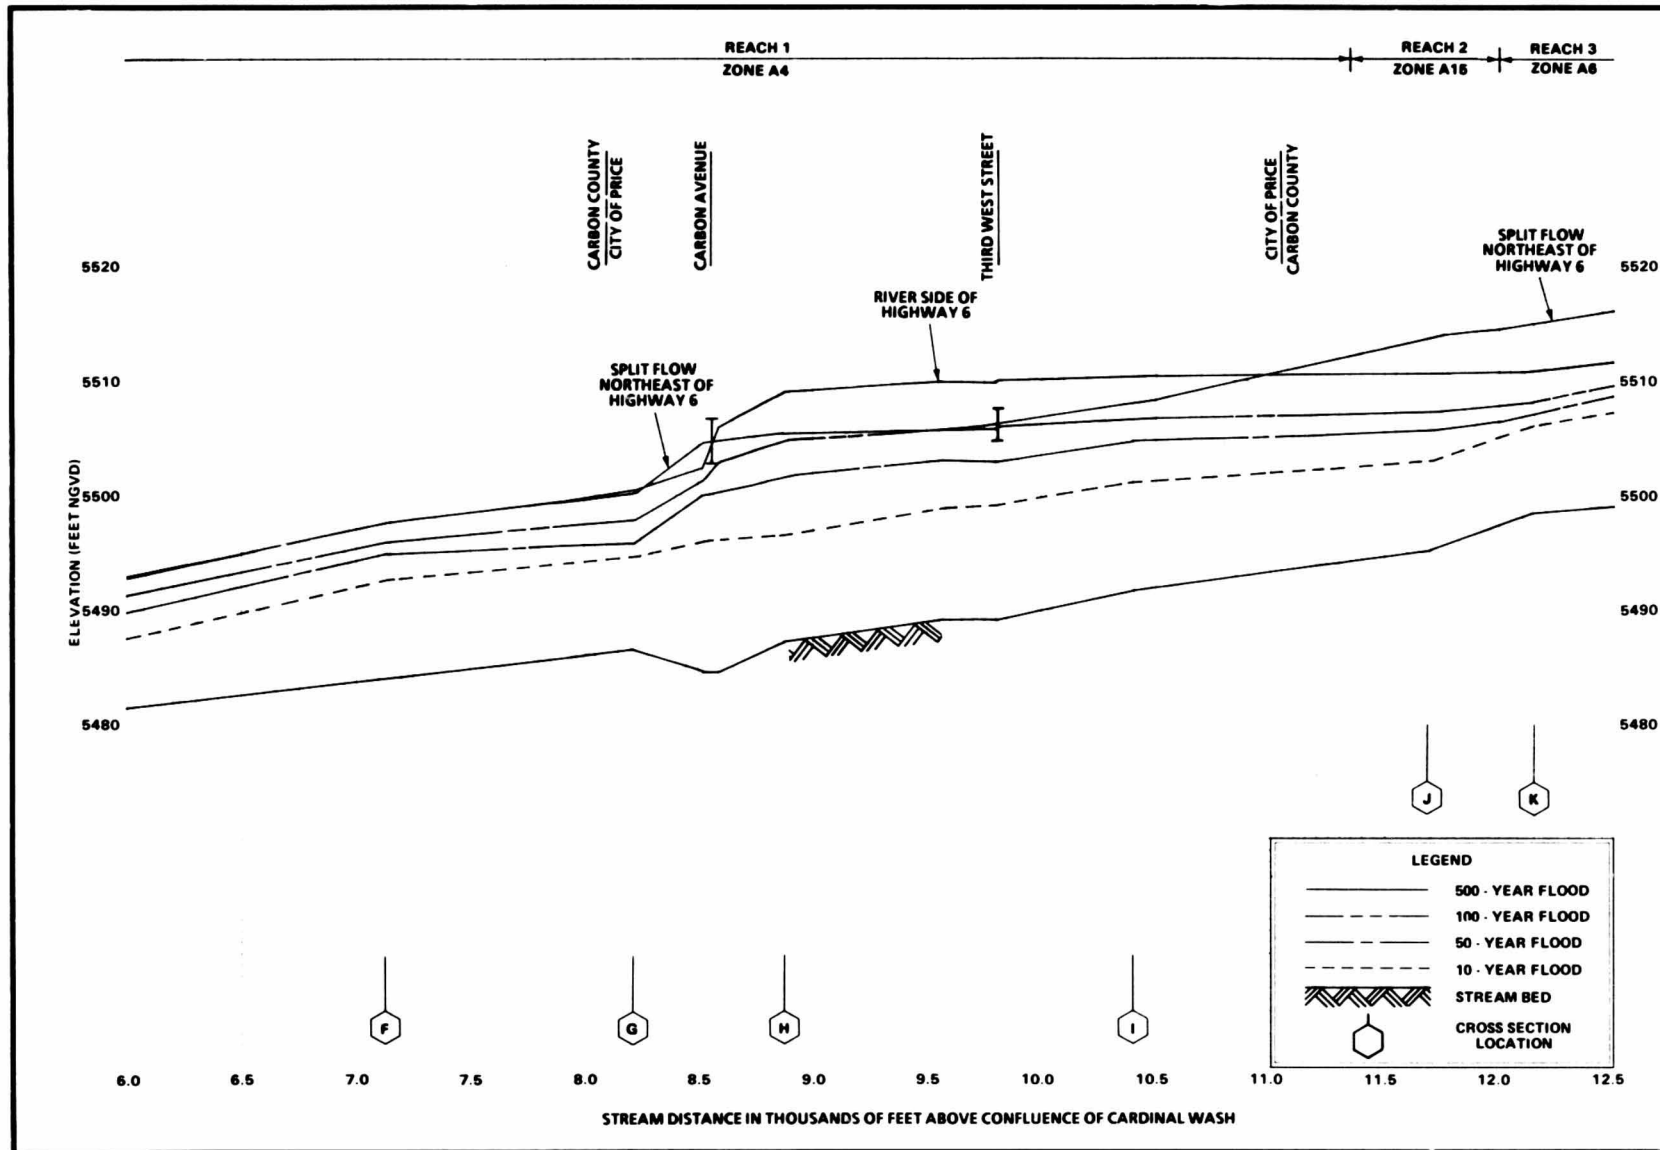 REACH 1
ZONE A4
REACH 2
ZONE A15
REACH 3
ZONE A6
CARBON COUNTY
CITY OF PRICE
CARBON AVENUE
THIRD WEST STREET
CITY OF PRICE
CARBON COUNTY
SPLIT FLOW
NORTHEAST OF
HIGHWAY 6
RIVER SIDE OF
HIGHWAY 6
SPLIT FLOW
NORTHEAST OF
HIGHWAY 6
ELEVATION (FEET NGVD)
5520
5510
5500
5490
5480
5520
5510
5500
5490
5480
J
K
F
G
H
I
LEGEND
500 - YEAR FLOOD
100 - YEAR FLOOD
50 - YEAR FLOOD
10 - YEAR FLOOD
STREAM BED
CROSS SECTION
LOCATION
6.0 6.5 7.0 7.5 8.0 8.5 9.0 9.5 10.0 10.5 11.0 11.5 12.0 12.5
STREAM DISTANCE IN THOUSANDS OF FEET ABOVE CONFLUENCE OF CARDINAL WASH